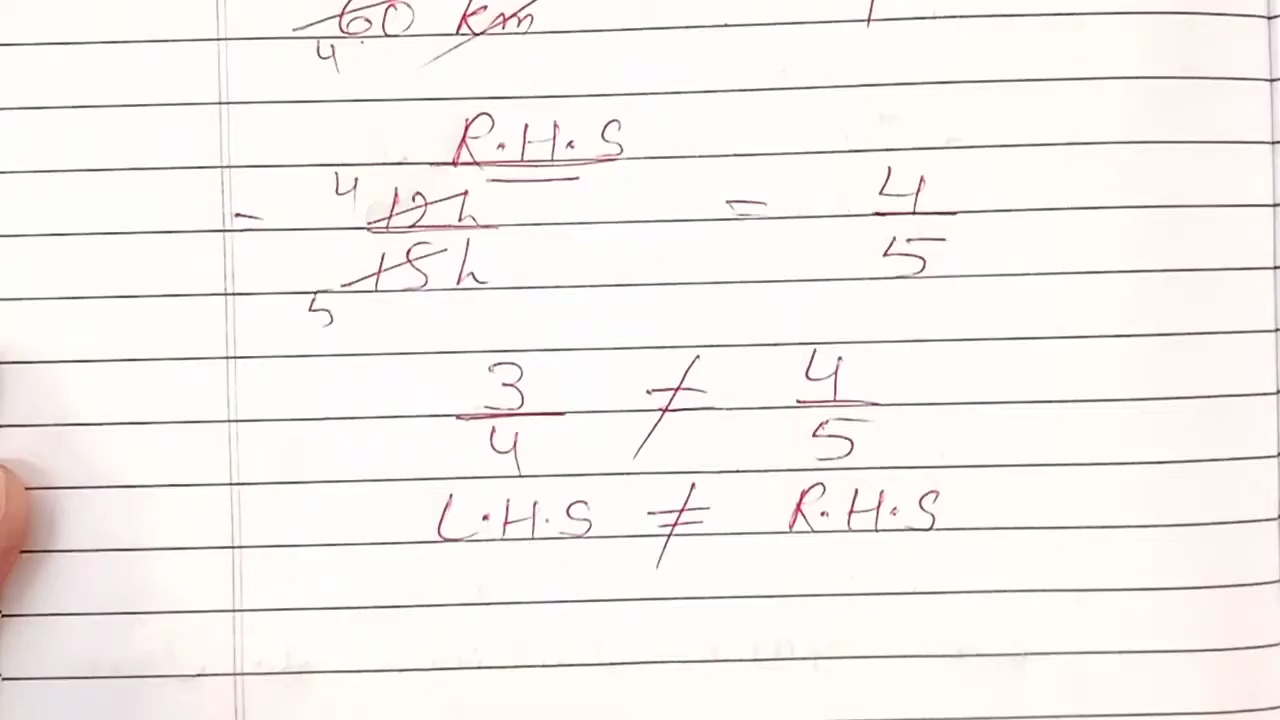 60 km
4
R.H.S
4 12h = 4
5 15h 5
3 ≠ 4
4 5
L.H.S ≠ R.H.S